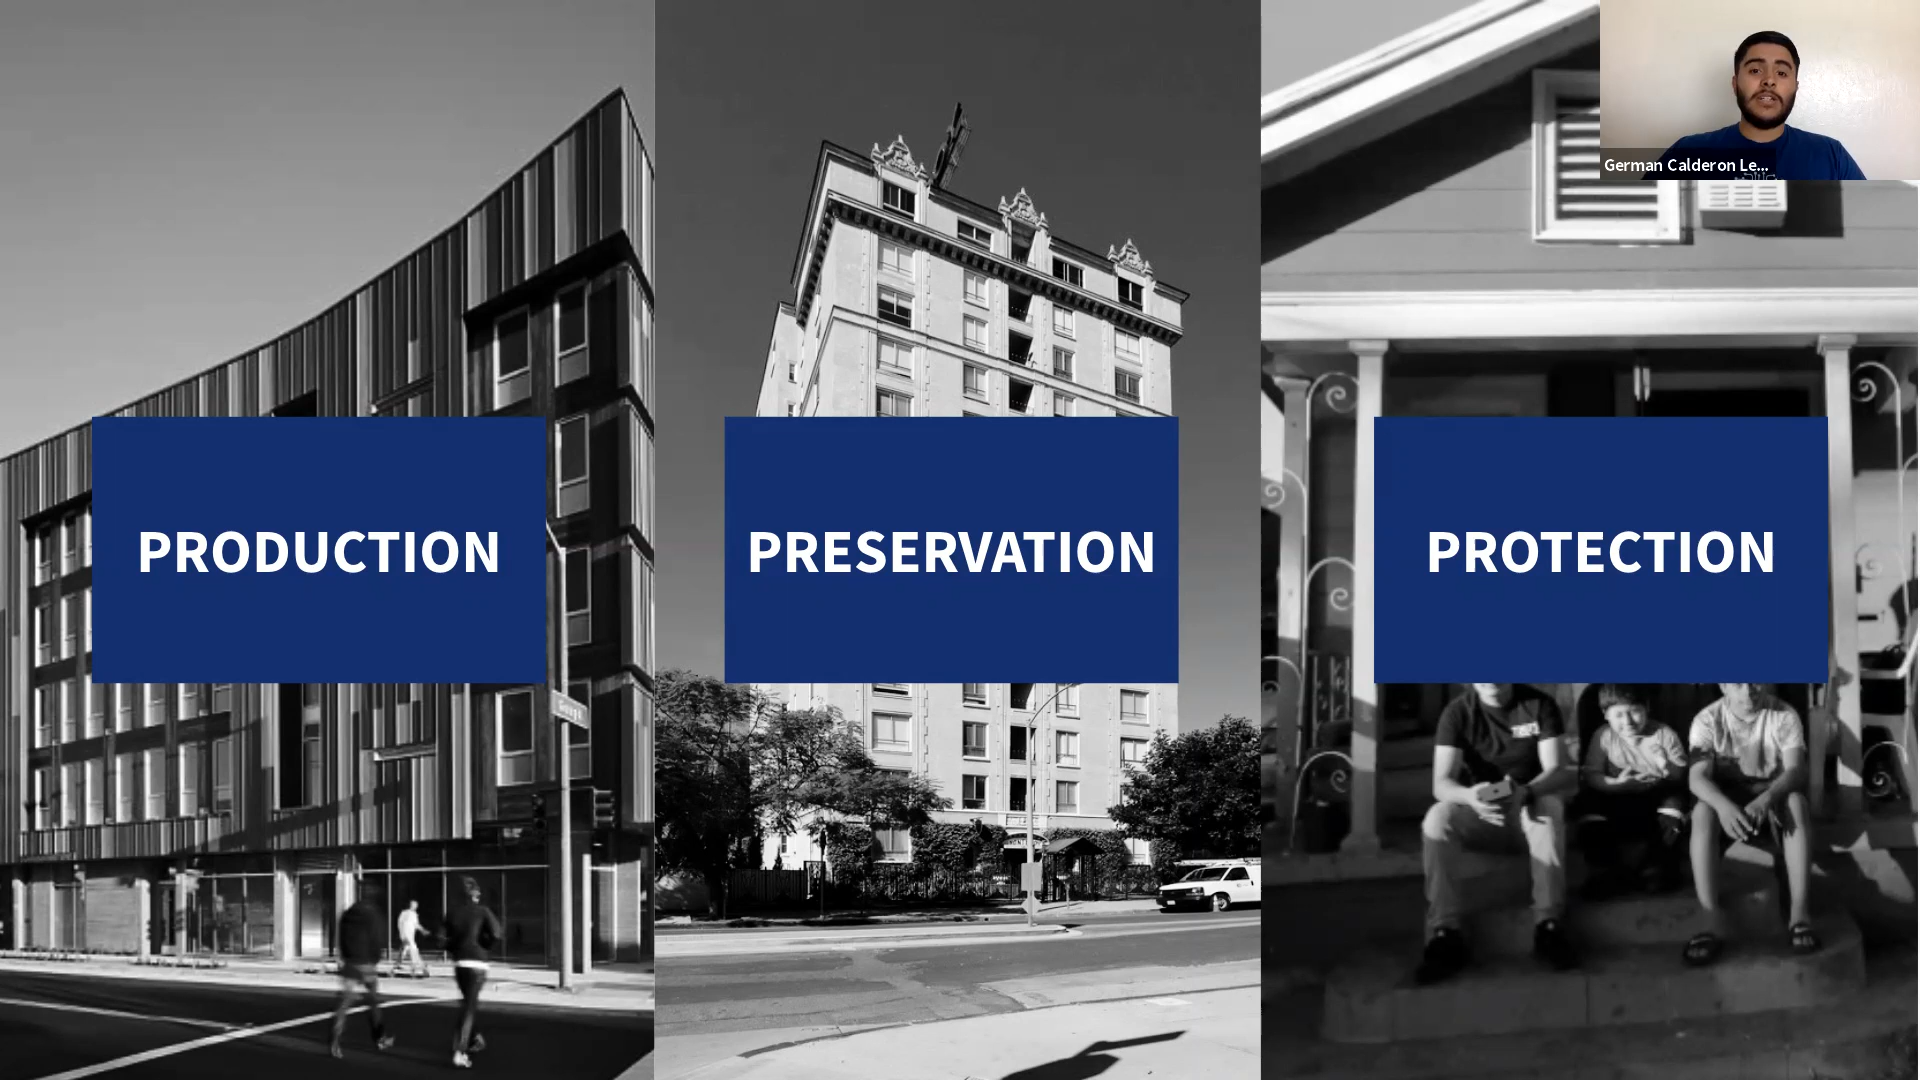 German Calderon Le...
PRODUCTION
PRESERVATION
PROTECTION